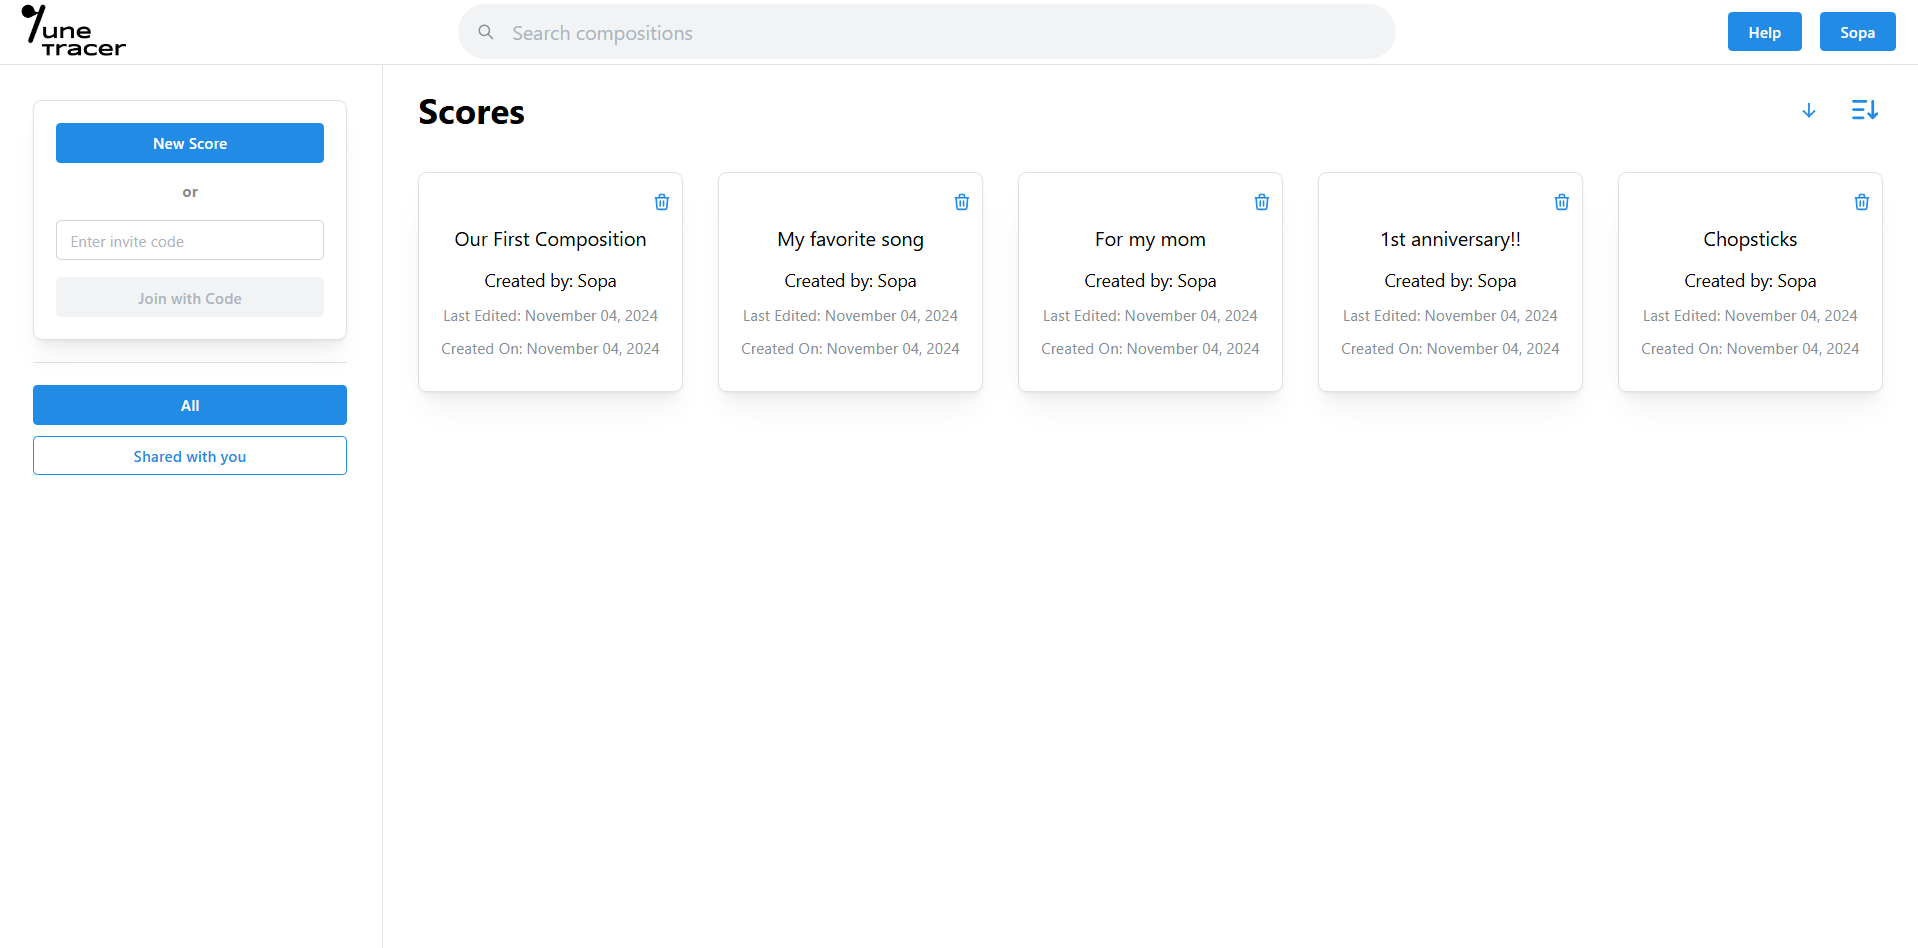 Tune
Tracer
Search compositions
Help
Sopa
New Score
or
Enter invite code
Join with Code
All
Shared with you
Scores
Our First Composition
Created by: Sopa
Last Edited: November 04, 2024
Created On: November 04, 2024
My favorite song
Created by: Sopa
Last Edited: November 04, 2024
Created On: November 04, 2024
For my mom
Created by: Sopa
Last Edited: November 04, 2024
Created On: November 04, 2024
1st anniversary!!
Created by: Sopa
Last Edited: November 04, 2024
Created On: November 04, 2024
Chopsticks
Created by: Sopa
Last Edited: November 04, 2024
Created On: November 04, 2024